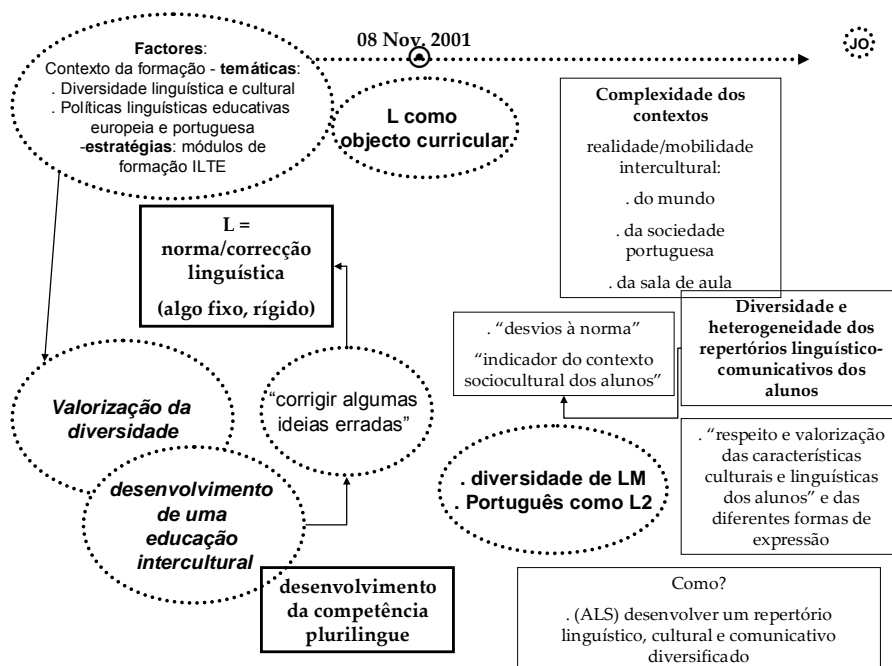 Factores:
Contexto da formação - temáticas:
. Diversidade linguística e cultural
. Políticas linguísticas educativas
europeia e portuguesa
-estratégias: módulos de
formação ILTE
08 Nov. 2001
JO
L como
objecto curricular
Complexidade dos
contextos
realidade/mobilidade
intercultural:
. do mundo
. da sociedade
portuguesa
. da sala de aula
L =
norma/correcção
linguística
(algo fixo, rígido)
Diversidade e
heterogeneidade dos
repertórios linguístico-
comunicativos dos
alunos
. “desvios à norma”
“indicador do contexto
sociocultural dos alunos”
Valorização da
diversidade
“corrigir algumas
ideias erradas”
desenvolvimento
de uma
educação
intercultural
. diversidade de LM
. Português como L2
. “respeito e valorização
das características
culturais e linguísticas
dos alunos” e das
diferentes formas de
expressão
desenvolvimento
da competência
plurilingue
Como?
. (ALS) desenvolver um repertório
linguístico, cultural e comunicativo
diversificado